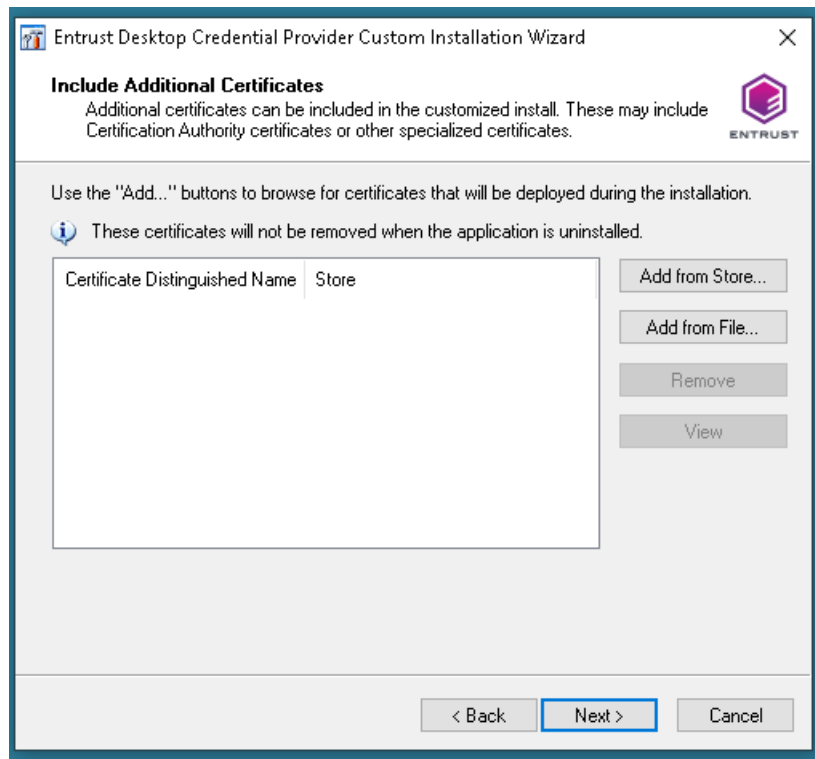 Entrust Desktop Credential Provider Custom Installation Wizard
Include Additional Certificates
Additional certificates can be included in the customized install. These may include
Certification Authority certificates or other specialized certificates.
ENTRUST
Use the "Add..." buttons to browse for certificates that will be deployed during the installation.
These certificates will not be removed when the application is uninstalled.
Certificate Distinguished Name Store
Add from Store...
Add from File...
Remove
View
< Back Next > Cancel